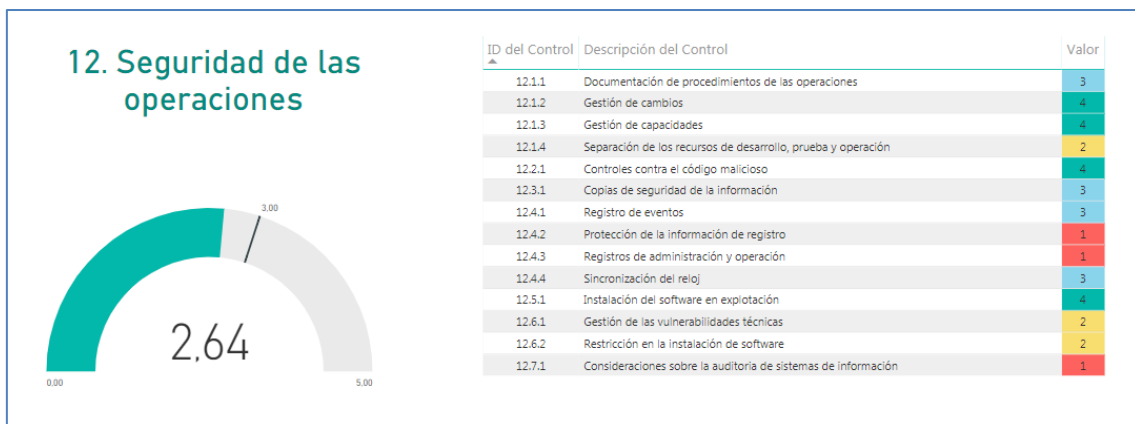 12. Seguridad de las
operaciones
3,00
2,64
0,00
5,00
ID del Control Descripción del Control Valor
12.1.1 Documentación de procedimientos de las operaciones 3
12.1.2 Gestión de cambios 4
12.1.3 Gestión de capacidades 4
12.1.4 Separación de los recursos de desarrollo, prueba y operación 2
12.2.1 Controles contra el código malicioso 4
12.3.1 Copias de seguridad de la información 3
12.4.1 Registro de eventos 3
12.4.2 Protección de la información de registro 1
12.4.3 Registros de administración y operación 1
12.4.4 Sincronización del reloj 3
12.5.1 Instalación del software en explotación 4
12.6.1 Gestión de las vulnerabilidades técnicas 2
12.6.2 Restricción en la instalación de software 2
12.7.1 Consideraciones sobre la auditoria de sistemas de información 1